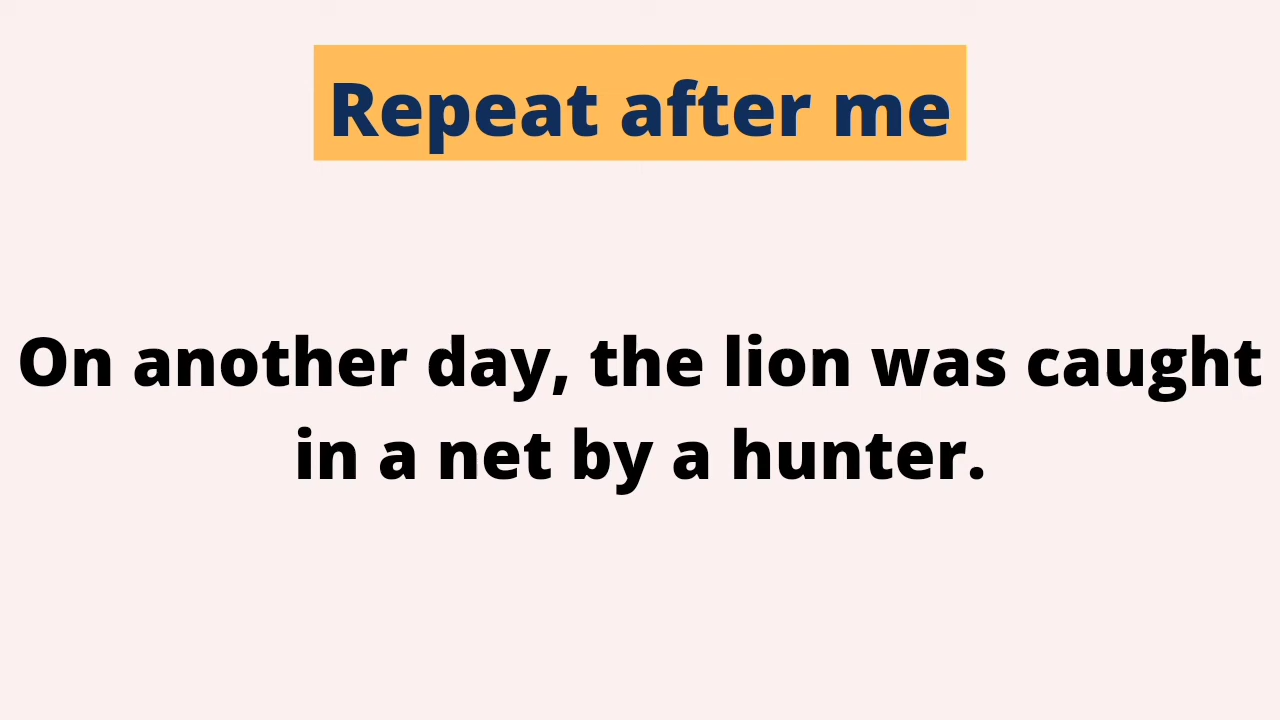 Repeat after me
On another day, the lion was caught
in a net by a hunter.